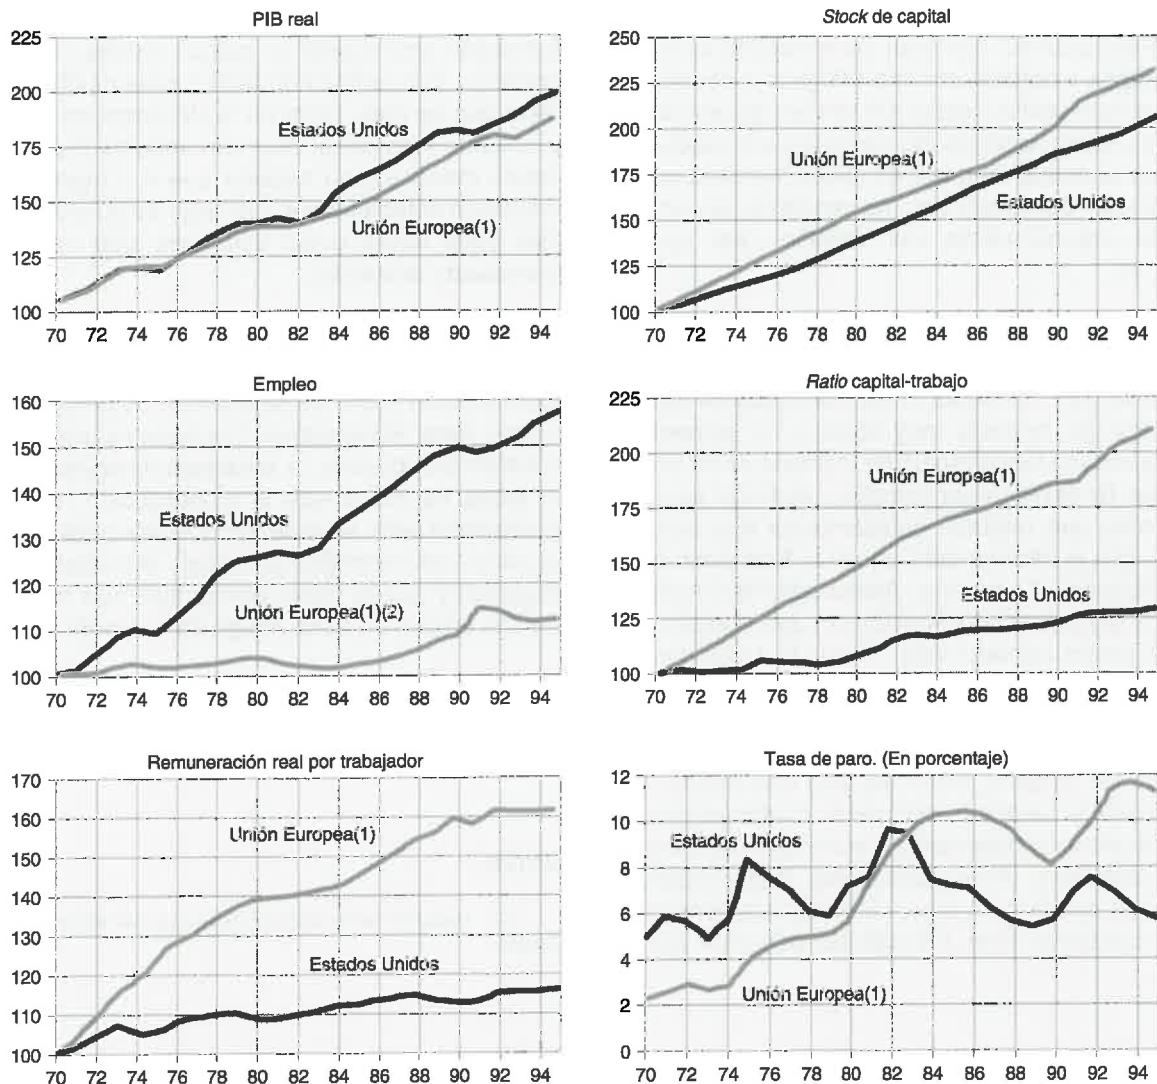 PIB real
225
200
175
150
125
100
Estados Unidos
Unión Europea(1)
70 72 74 76 78 80 82 84 86 88 90 92 94
Stock de capital
250
225
200
175
150
125
100
Unión Europea(1)
Estados Unidos
70 72 74 76 78 80 82 84 86 88 90 92 94
Empleo
160
150
140
130
120
110
100
Estados Unidos
Unión Europea(1)(2)
70 72 74 76 78 80 82 84 86 88 90 92 94
Ratio capital-trabajo
225
200
175
150
125
100
Unión Europea(1)
Estados Unidos
70 72 74 76 78 80 82 84 86 88 90 92 94
Remuneración real por trabajador
170
160
150
140
130
120
110
100
Unión Europea(1)
Estados Unidos
70 72 74 76 78 80 82 84 86 88 90 92 94
Tasa de paro. (En porcentaje)
12
10
8
6
4
2
0
Estados Unidos
Unión Europea(1)
70 72 74 76 78 80 82 84 86 88 90 92 94